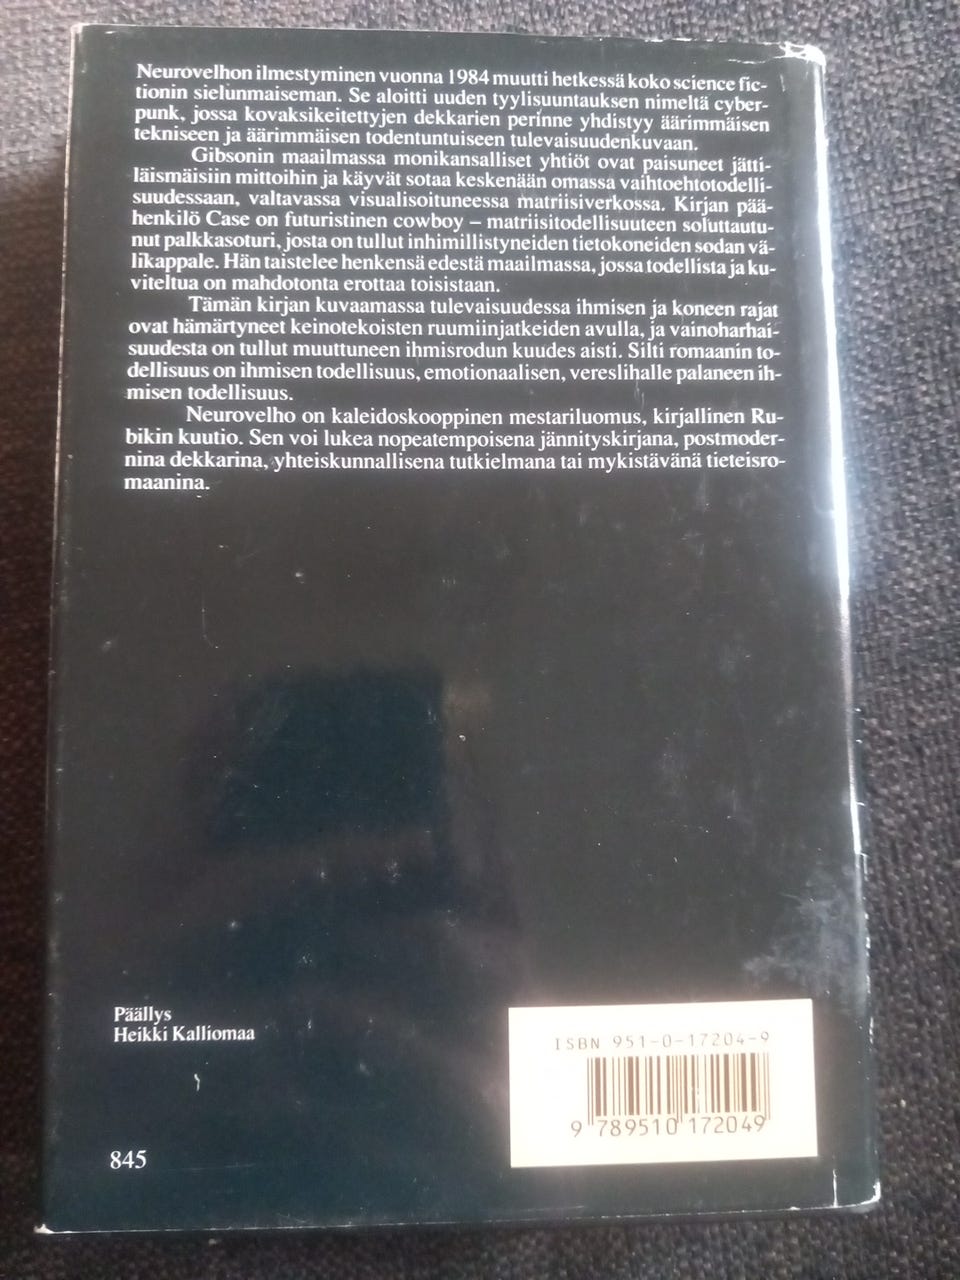 Neurovelhon ilmestyminen vuonna 1984 muutti hetkessä koko science fic-
tionin sielunmaiseman. Se aloitti uuden tyylisuuntauksen nimeltä cyber-
punk, jossa kovaksikeitettyjen dekkarien perinne yhdistyy äärimmäisen
tekniseen ja äärimmäisen todentuntuiseen tulevaisuudenkuvaan.
Gibsonin maailmassa monikansalliset yhtiöt ovat paisuneet jätti-
läismäisiin mittoihin ja käyvät sotaa keskenään omassa vaihtoehtotodelli-
suudessaan, valtavassa visualisoituneessa matriisiverkossa. Kirjan pää-
henkilö Case on futuristinen cowboy – matriisitodellisuuteen soluttautu-
nut palkkasoturi, josta on tullut inhimillistyneiden tietokoneiden sodan vä-
likappale. Hän taistelee henkensä edestä maailmassa, jossa todellista ja ku-
viteltua on mahdotonta erottaa toisistaan.
Tämän kirjan kuvaamassa tulevaisuudessa ihmisen ja koneen rajat
ovat hämärtyneet keinotekoisten ruumiinjatkeiden avulla, ja vainoharhai-
suudesta on tullut muuttuneen ihmisrodun kuudes aisti. Silti romaanin to-
dellisuus on ihmisen todellisuus, emotionaalisen, vereslihalle palaneen ih-
misen todellisuus.
Neurovelho on kaleidoskooppinen mestariluomus, kirjallinen Ru-
bikin kuutio. Sen voi lukea nopeatempoisena jännityskirjana, postmoder-
nina dekkarina, yhteiskunnallisena tutkielmana tai mykistävänä tieteisro-
maanina.
Päällys
Heikki Kalliomaa
845
ISBN 951-0-17204-9
9 789510 172049